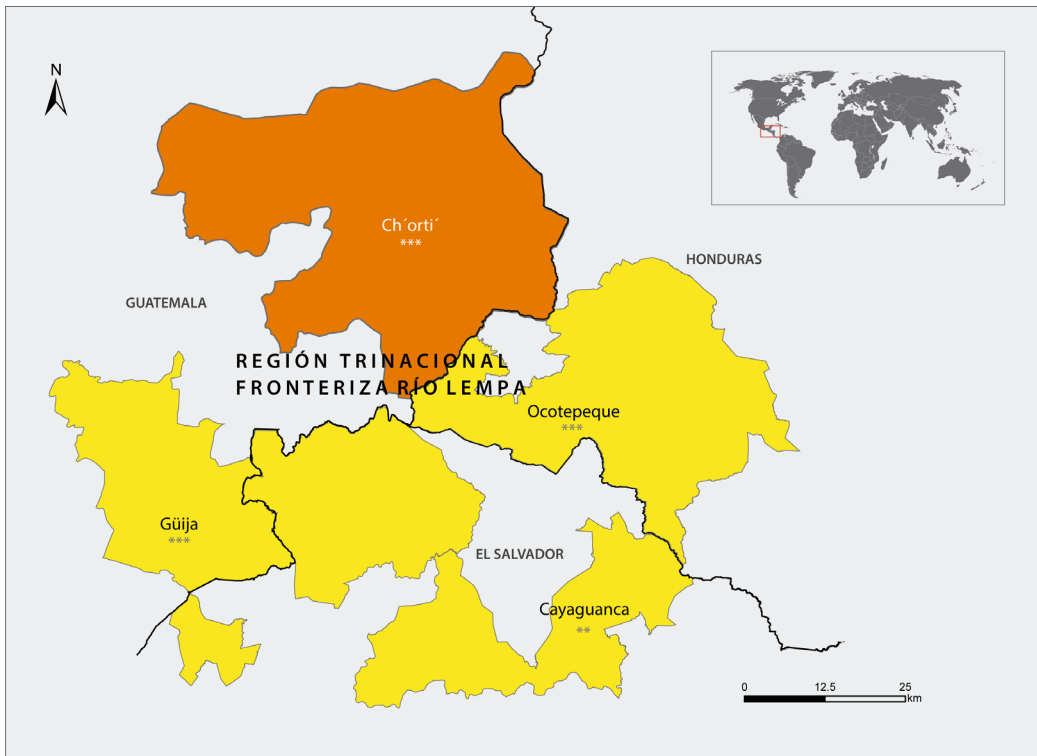 N
Ch´orti´
***
HONDURAS
GUATEMALA
REGIÓN TRINACIONAL
FRONTERIZA RÍO LEMPA
Ocotepeque
***
Güija
***
EL SALVADOR
Cayaguanca
**
0 12.5 25
km